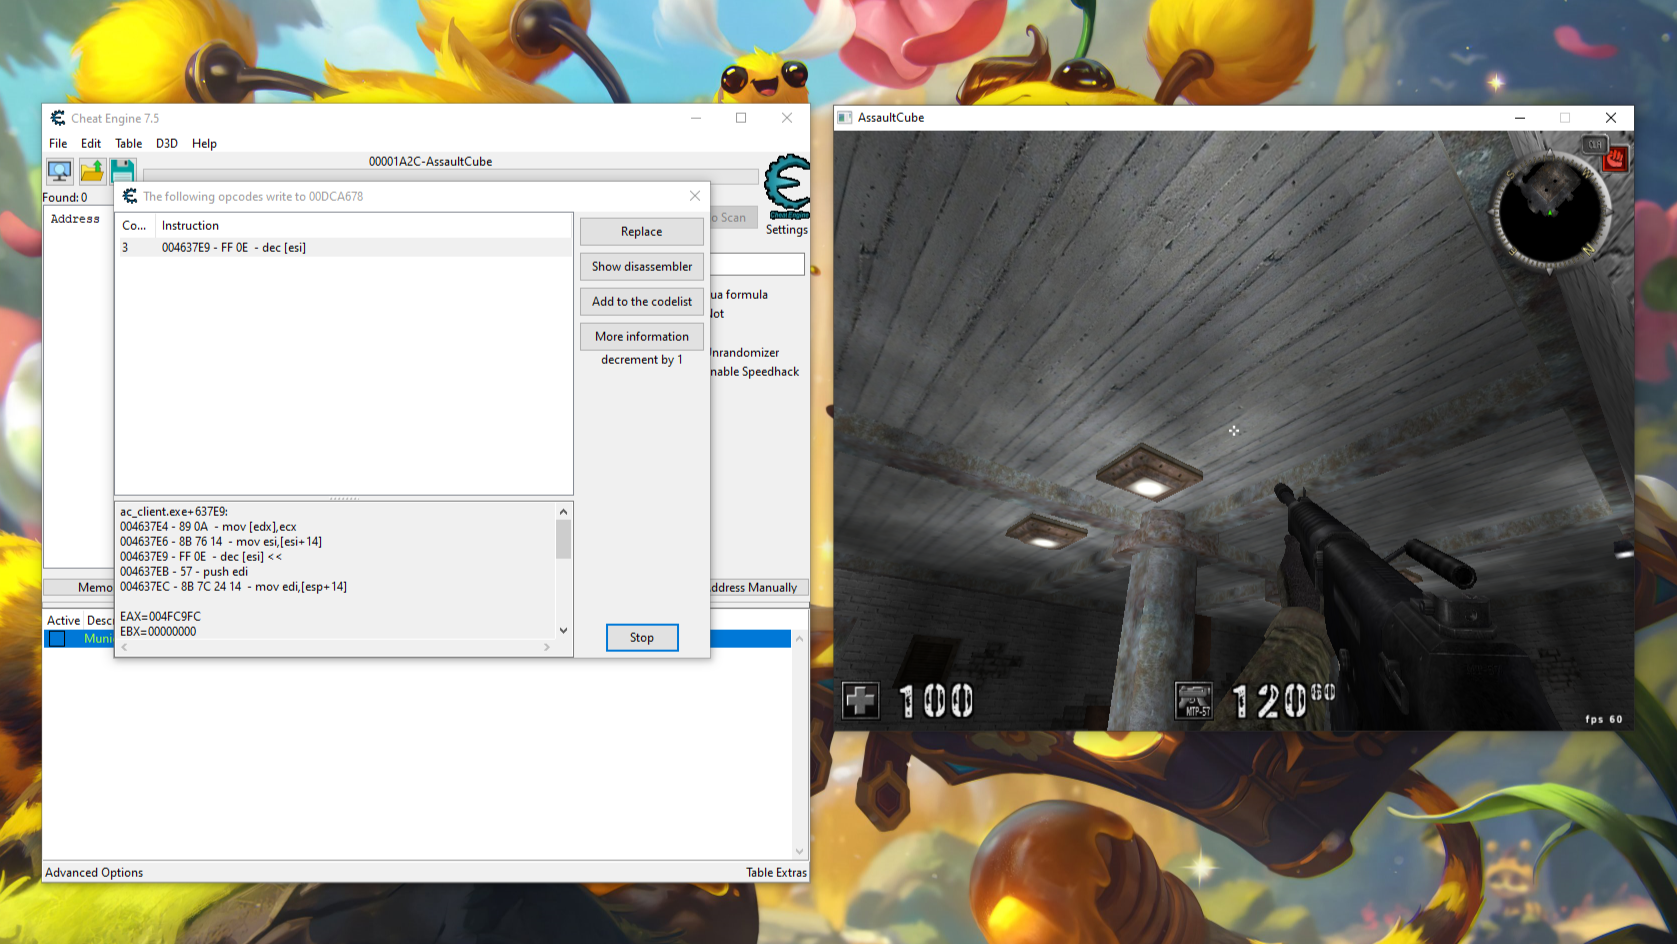 Cheat Engine 7.5
File Edit Table D3D Help
00001A2C-AssaultCube
Found: 0
Address
o Scan
Cheat Engine
Settings
The following opcodes write to 00DCA678
Co... Instruction
3 004637E9 - FF 0E - dec [esi]
Replace
Show disassembler
Add to the codelist
More information
decrement by 1
ua formula
Not
Unrandomizer
nable Speedhack
ac_client.exe+637E9:
004637E4 - 89 0A - mov [edx],ecx
004637E6 - 8B 76 14 - mov esi,[esi+14]
004637E9 - FF 0E - dec [esi] <<
004637EB - 57 - push edi
004637EC - 8B 7C 24 14 - mov edi,[esp+14]
EAX=004FC9FC
EBX=00000000
Stop
Memo
ddress Manually
Active Desc
Muni
Advanced Options
Table Extras
AssaultCube
CLA
S
W
E
N
100
MTP-57
120 60
fps 60